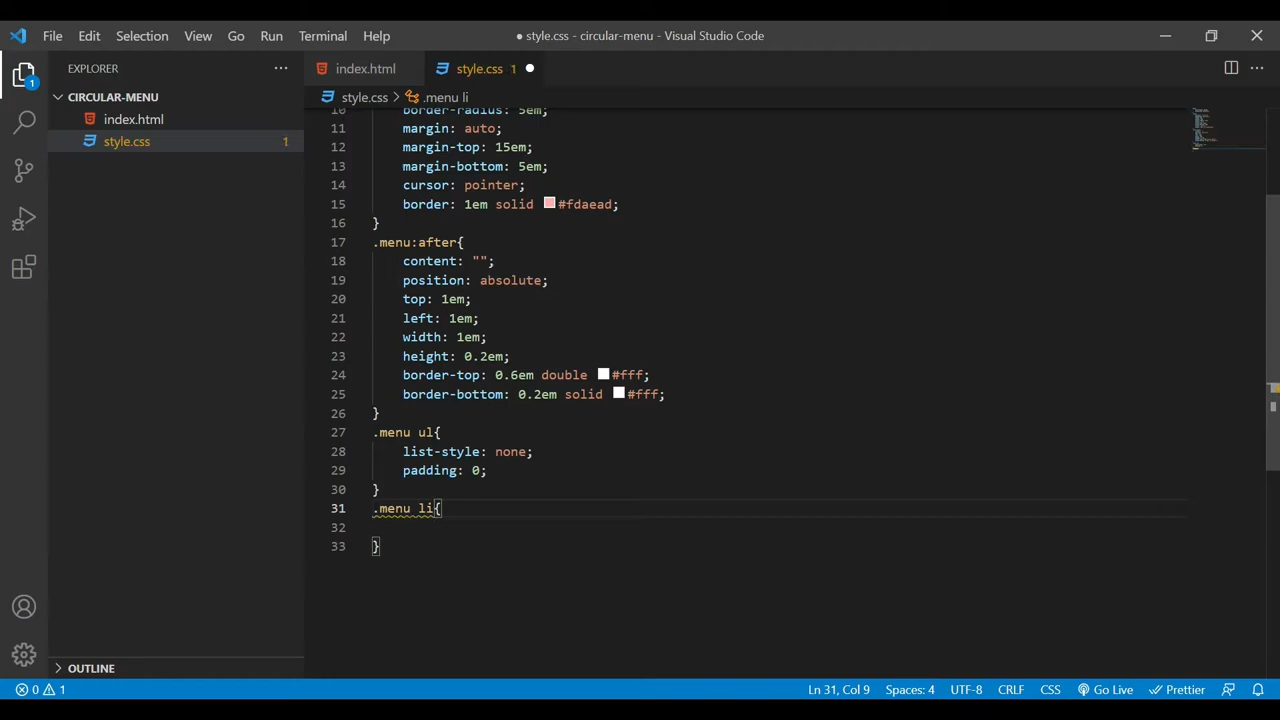 File Edit Selection View Go Run Terminal Help
● style.css - circular-menu - Visual Studio Code
EXPLORER
index.html
style.css 1
CIRCULAR-MENU
index.html
style.css 1
style.css > .menu li
10 border-radius: 5em;
11 margin: auto;
12 margin-top: 15em;
13 margin-bottom: 5em;
14 cursor: pointer;
15 border: 1em solid #fdaead;
16 }
17 .menu:after{
18 content: "";
19 position: absolute;
20 top: 1em;
21 left: 1em;
22 width: 1em;
23 height: 0.2em;
24 border-top: 0.6em double #fff;
25 border-bottom: 0.2em solid #fff;
26 }
27 .menu ul{
28 list-style: none;
29 padding: 0;
30 }
31 .menu li{
32
33 }
1
OUTLINE
0 1
Ln 31, Col 9 Spaces: 4 UTF-8 CRLF CSS Go Live Prettier